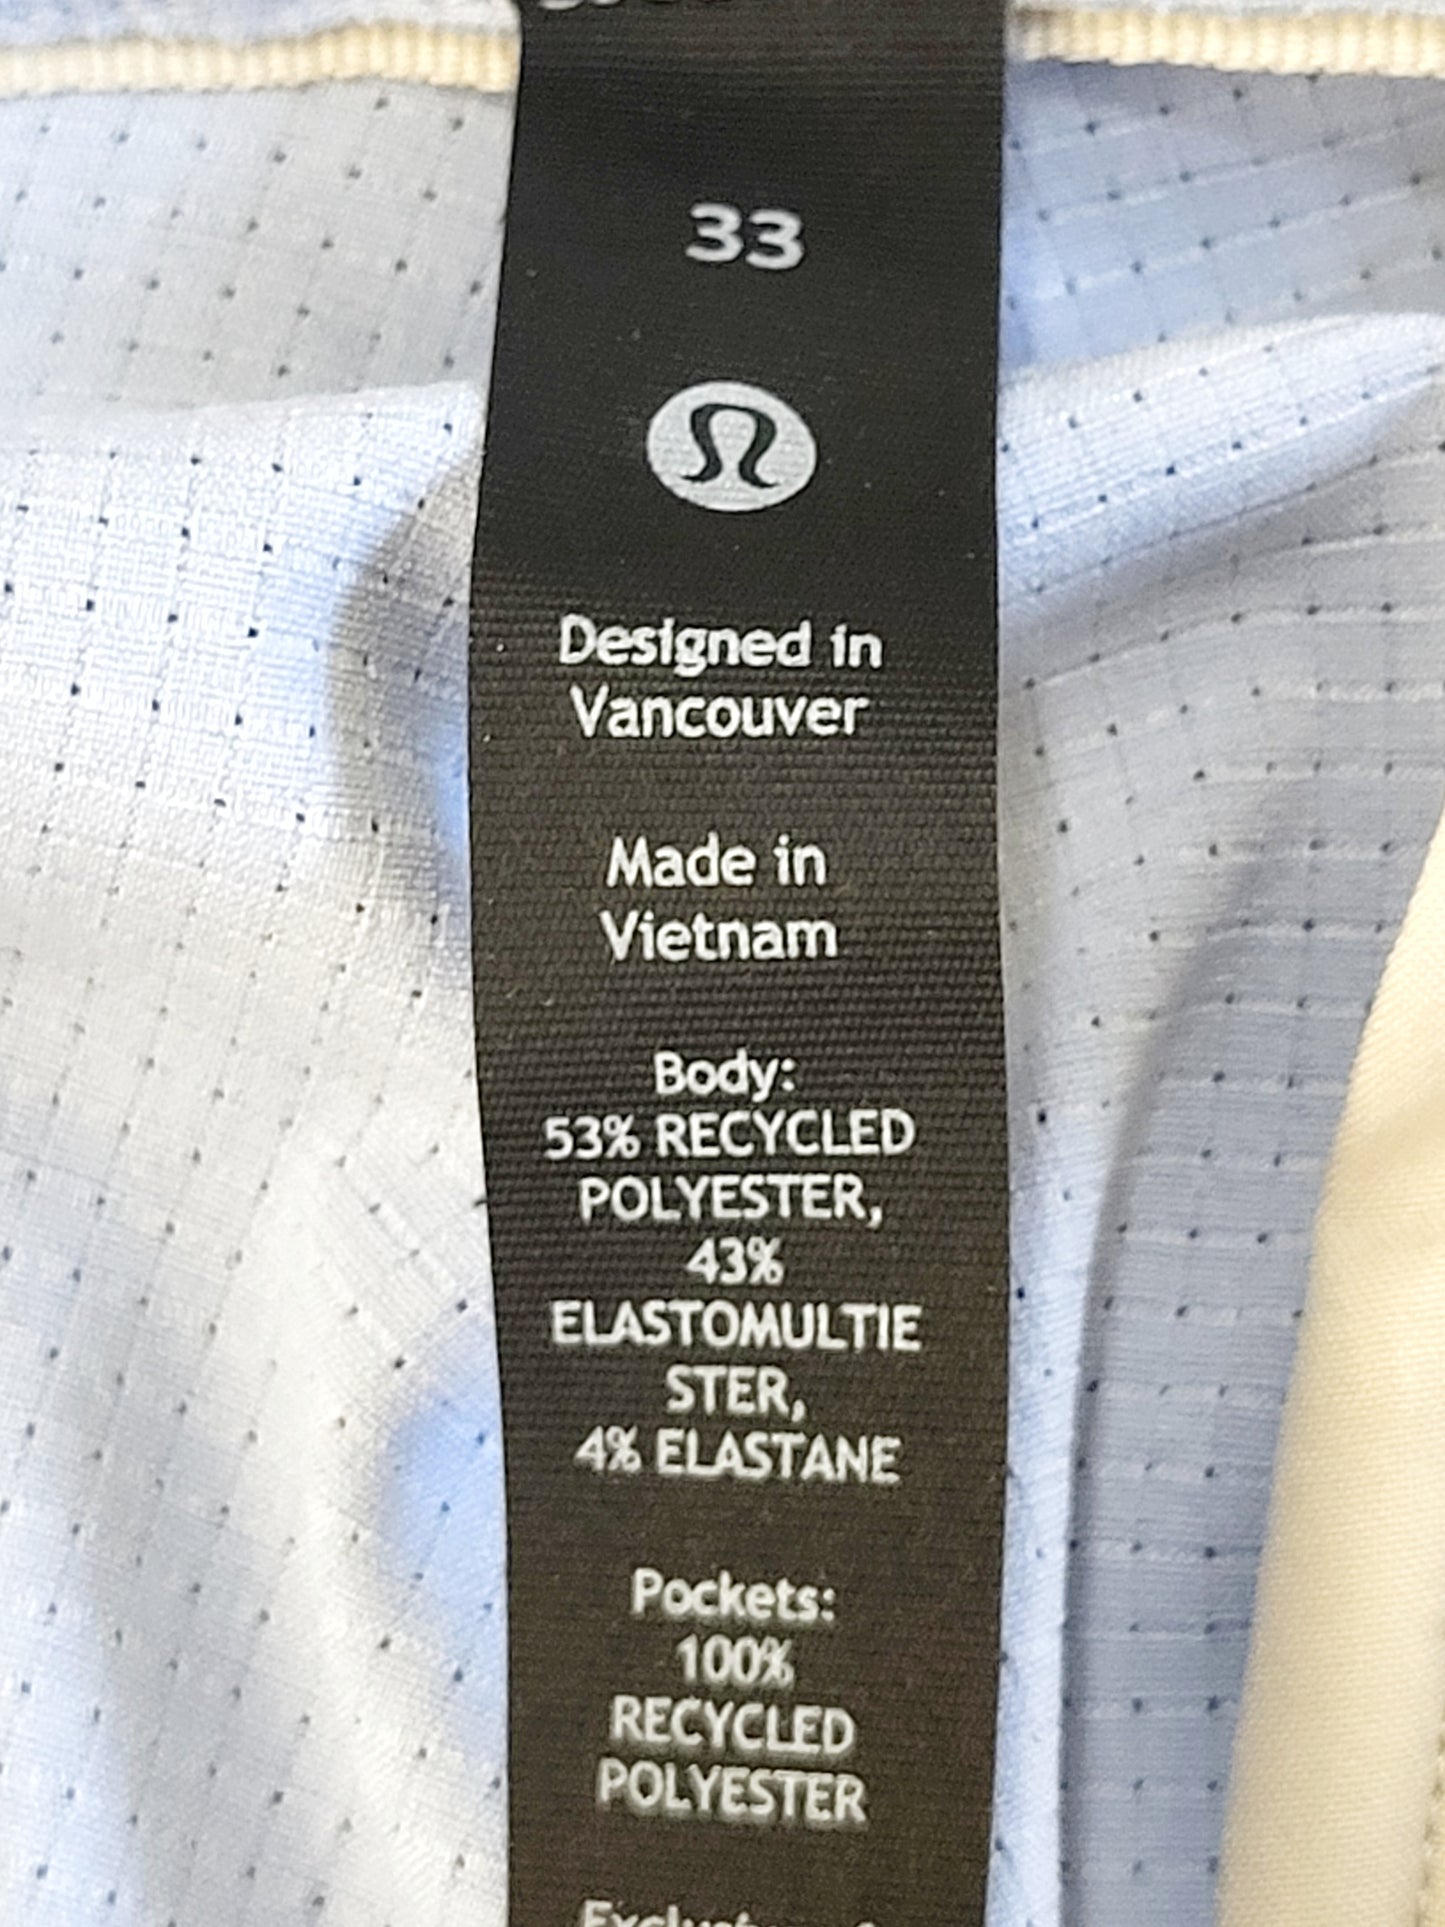 33
Designed in
Vancouver
Made in
Vietnam
Body:
53% RECYCLED
POLYESTER,
43%
ELASTOMULTIE
STER,
4% ELASTANE
Pockets:
100%
RECYCLED
POLYESTER